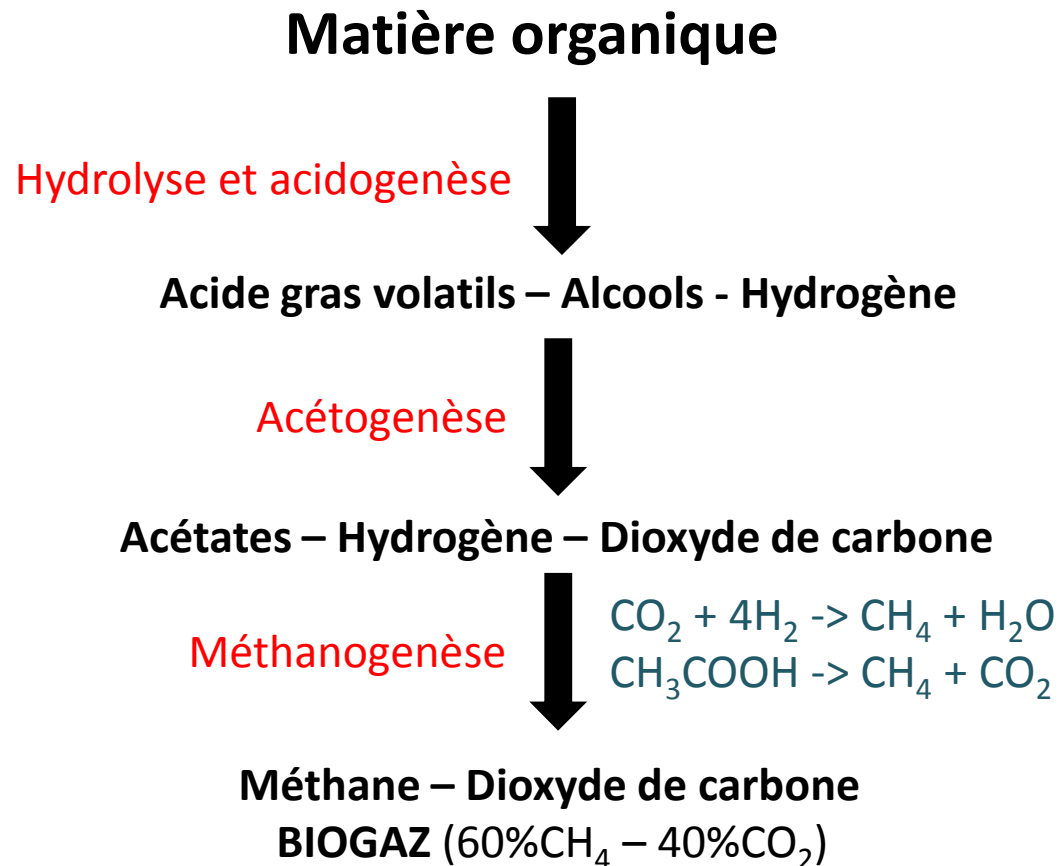 Matière organique
Hydrolyse et acidogenèse
Acide gras volatils – Alcools - Hydrogène
Acétogenèse
Acétates – Hydrogène – Dioxyde de carbone
CO₂ + 4H₂ -> CH₄ + H₂O
Méthanogenèse
CH₃COOH -> CH₄ + CO₂
Méthane – Dioxyde de carbone
BIOGAZ (60%CH₄ – 40%CO₂)